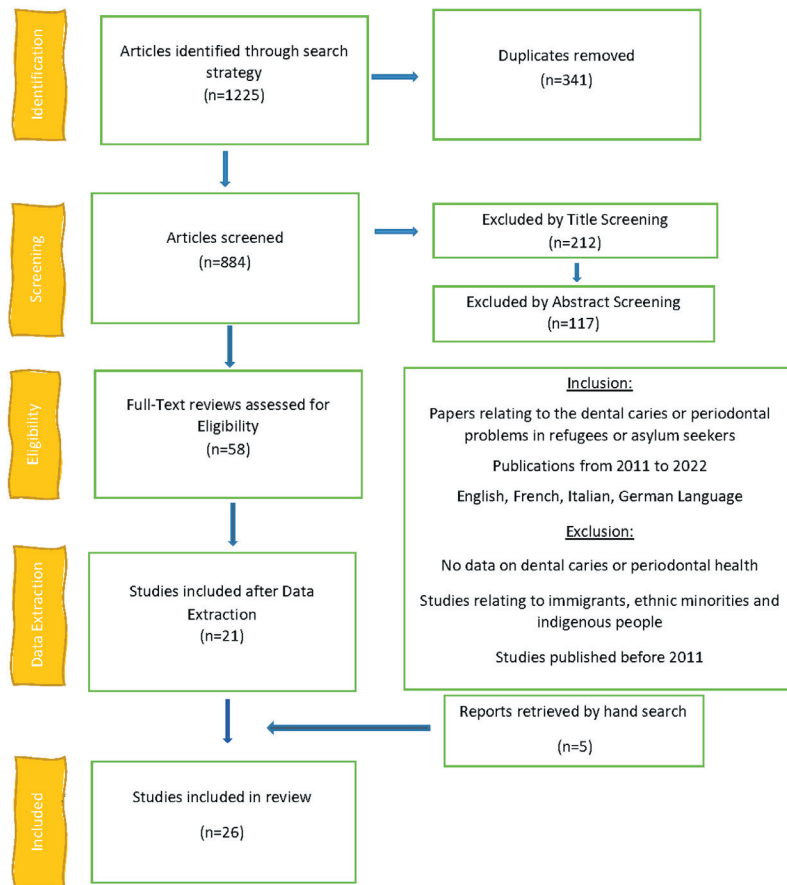 Identification
Articles identified through search
strategy
(n=1225)
Duplicates removed
(n=341)
Screening
Articles screened
(n=884)
Excluded by Title Screening
(n=212)
Excluded by Abstract Screening
(n=117)
Eligibility
Full-Text reviews assessed for
Eligibility
(n=58)
Inclusion:
Papers relating to the dental caries or periodontal
problems in refugees or asylum seekers
Publications from 2011 to 2022
English, French, Italian, German Language
Exclusion:
No data on dental caries or periodontal health
Studies relating to immigrants, ethnic minorities and
indigenous people
Studies published before 2011
Data Extraction
Studies included after Data
Extraction
(n=21)
Reports retrieved by hand search
(n=5)
Included
Studies included in review
(n=26)